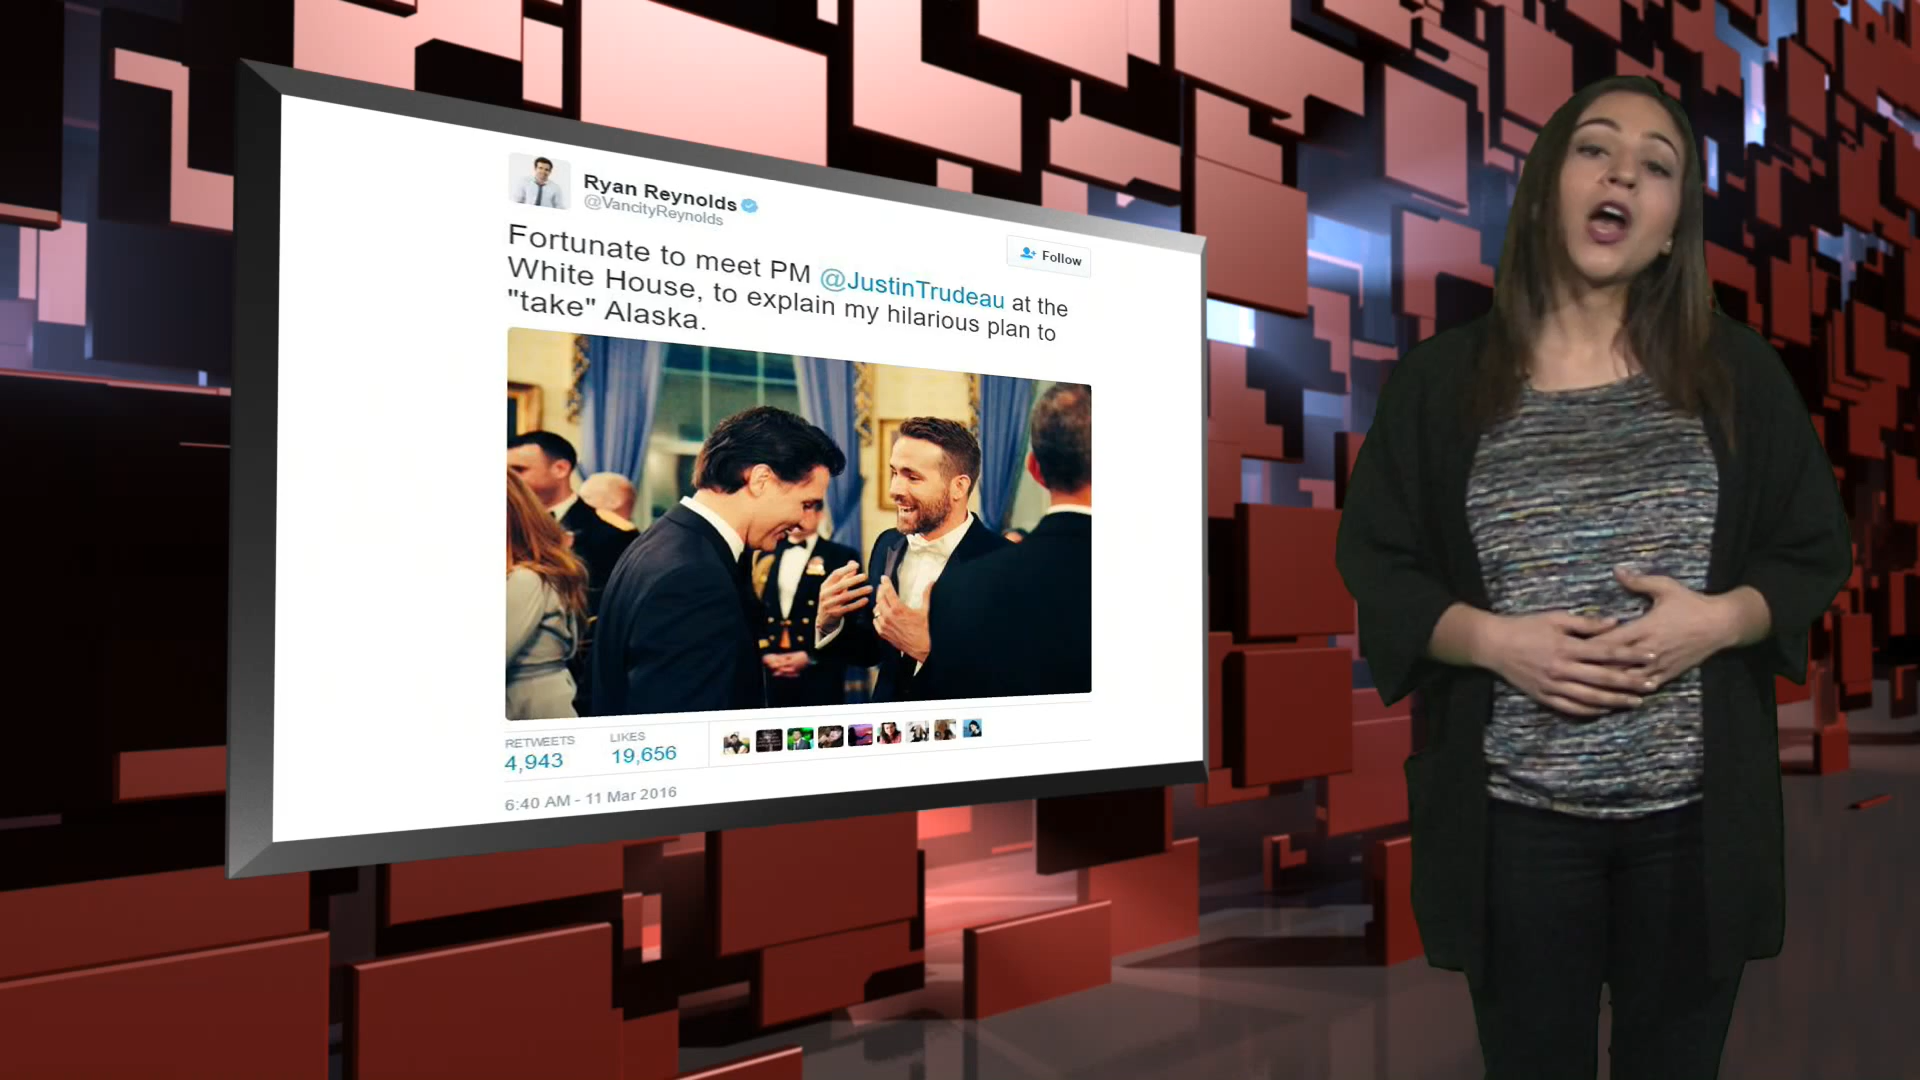 Ryan Reynolds
@VancityReynolds
Follow
Fortunate to meet PM @JustinTrudeau at the
White House, to explain my hilarious plan to
"take" Alaska.
RETWEETS
4,943
LIKES
19,656
6:40 AM - 11 Mar 2016